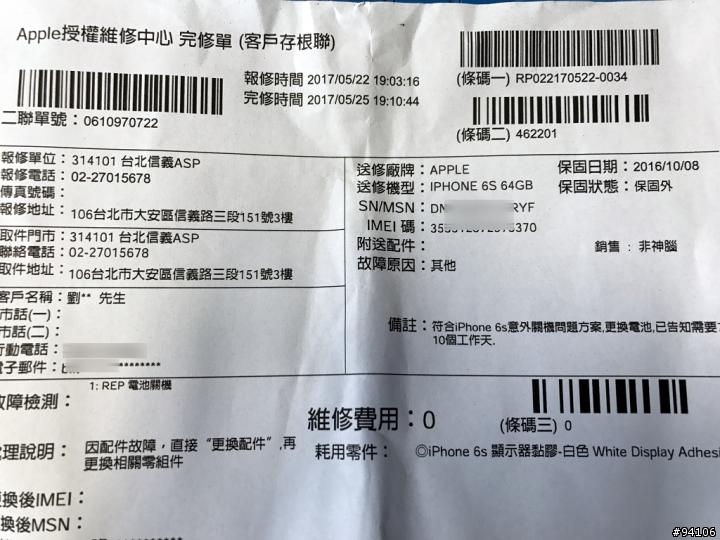 Apple授權維修中心 完修單 (客戶存根聯)
報修時間 2017/05/22 19:03:16
完修時間 2017/05/25 19:10:44
(條碼一) RP022170522-0034
二聯單號：0610970722
(條碼二) 462201
報修單位：314101 台北信義ASP
報修電話：02-27015678
傳真號碼：
報修地址：106台北市大安區信義路三段151號3樓
取件門市：314101 台北信義ASP
聯絡電話：02-27015678
取件地址：106台北市大安區信義路三段151號3樓
客戶名稱：劉** 先生
市話(一)：
市話(二)：
行動電話：
電子郵件：
送修廠牌：APPLE
保固日期：2016/10/08
送修機型：IPHONE 6S 64GB
保固狀態：保固外
SN/MSN：DN RYF
IMEI 碼：
附送配件：
銷售：非神腦
故障原因：其他
備註：符合iPhone 6s意外關機問題方案,更換電池,已告知需要7
10個工作天.
1: REP 電池關機
故障檢測：
維修費用：0
(條碼三) 0
處理說明：因配件故障，直接“更換配件”,再
更換相關零組件
耗用零件：◎iPhone 6s 顯示器黏膠-白色 White Display Adhesi
更換後IMEI：
更換後MSN：
#94106